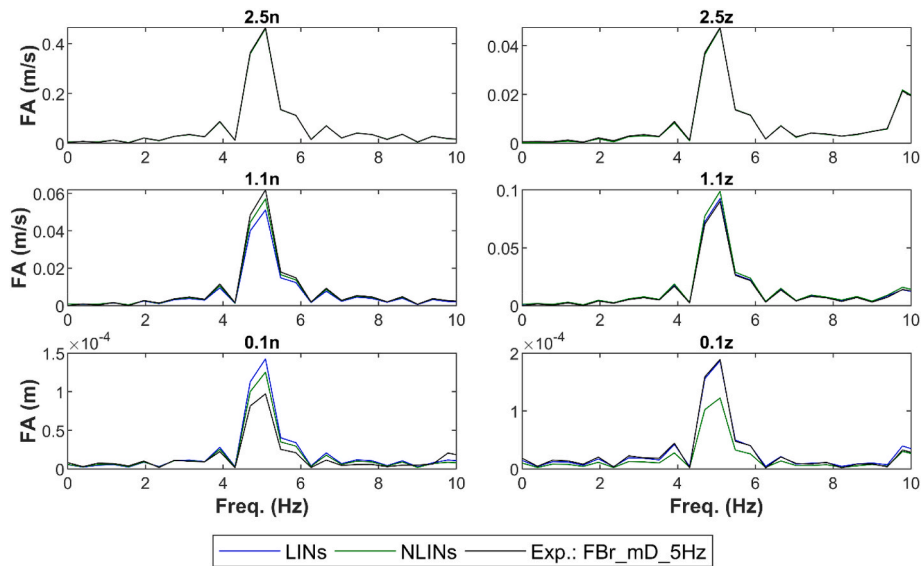 2.5n
FA (m/s)
0.4
0.2
0
0 2 4 6 8 10
2.5z
0.04
0.02
0
0 2 4 6 8 10
1.1n
FA (m/s)
0.06
0.04
0.02
0
0 2 4 6 8 10
1.1z
0.1
0.05
0
0 2 4 6 8 10
0.1n
×10⁻⁴
FA (m)
1.5
1
0.5
0
0 2 4 6 8 10
Freq. (Hz)
0.1z
×10⁻⁴
2
1
0
0 2 4 6 8 10
Freq. (Hz)
LINs NLINs Exp.: FBr_mD_5Hz